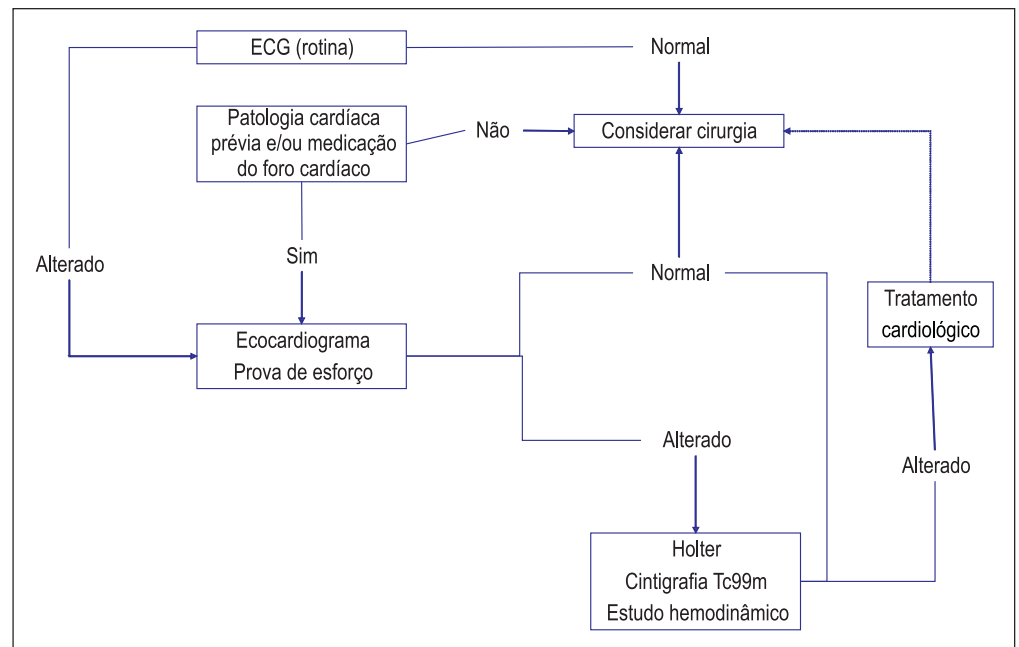 ECG (rotina)
Normal
Patologia cardíaca
prévia e/ou medicação
do foro cardíaco
Não
Considerar cirurgia
Alterado
Sim
Normal
Tratamento
cardiológico
Ecocardiograma
Prova de esforço
Alterado
Alterado
Holter
Cintigrafia Tc99m
Estudo hemodinâmico